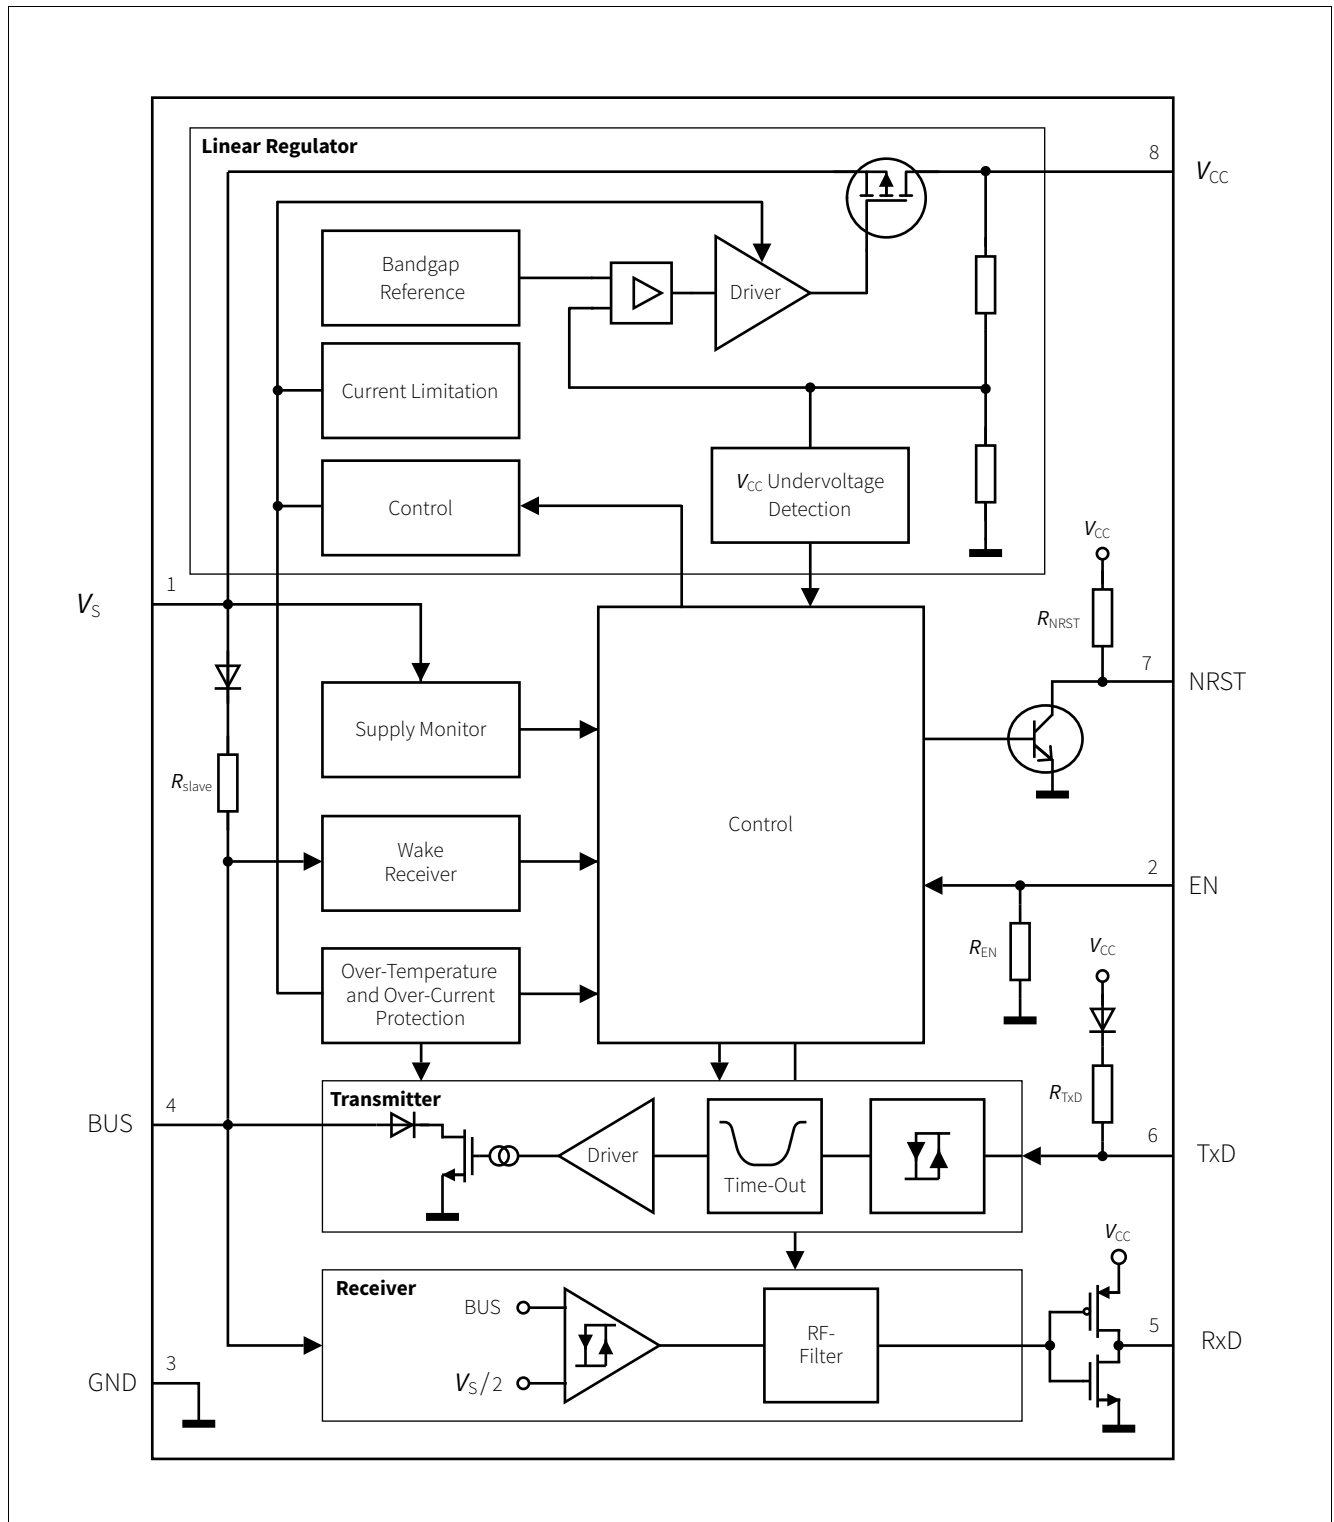 Linear Regulator
8
VCC
Bandgap
Reference
Driver
Current Limitation
VCC Undervoltage
Detection
Control
VCC
1
VS
RNRST
7
NRST
Supply Monitor
Rslave
Control
Wake
Receiver
2
EN
VCC
REN
Over-Temperature
and Over-Current
Protection
RTxD
Transmitter
4
BUS
6
TxD
Driver
Time-Out
VCC
Receiver
BUS
5
RxD
RF-
Filter
3
GND
VS/2